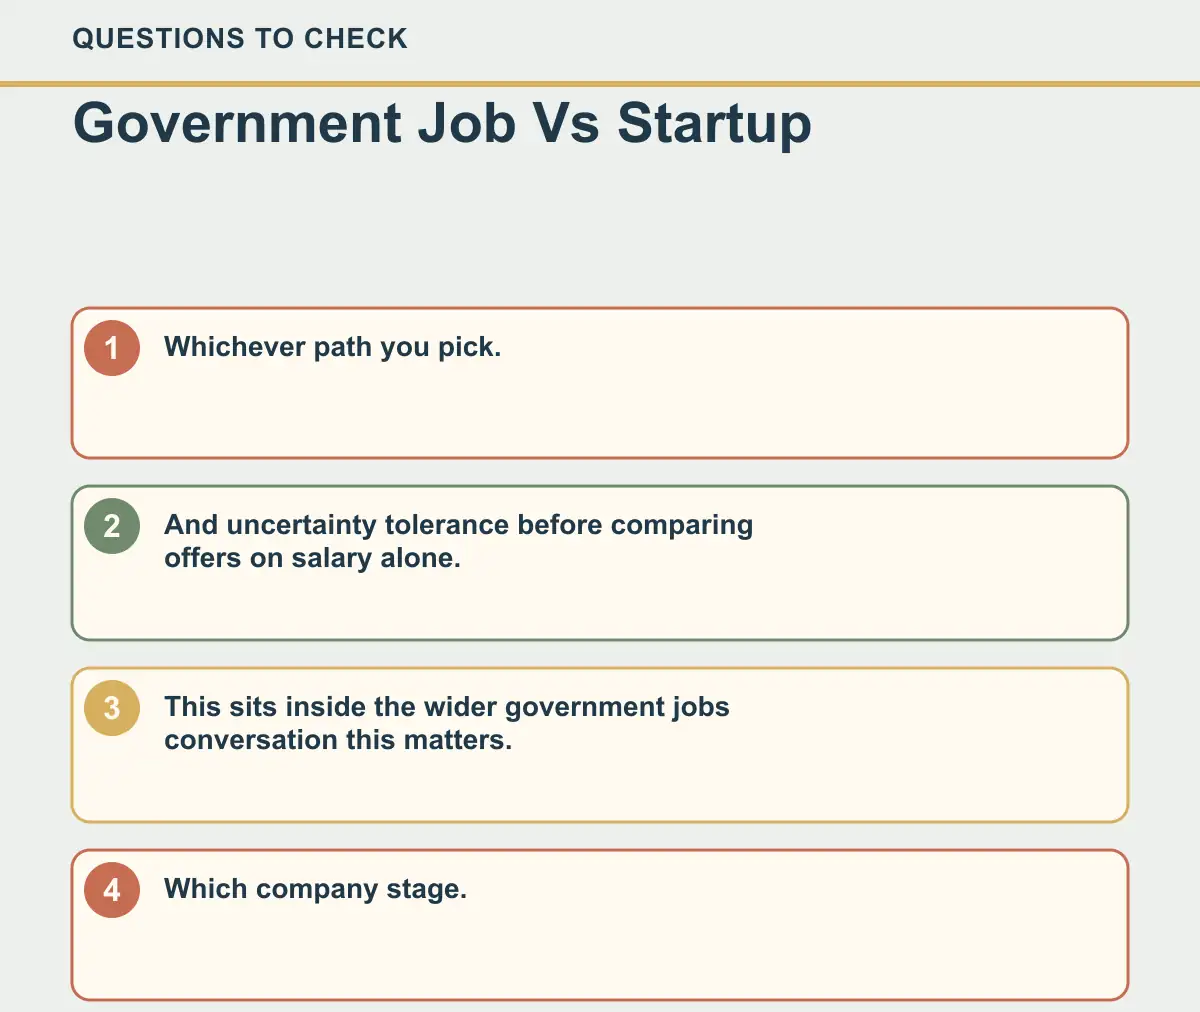 QUESTIONS TO CHECK
Government Job Vs Startup
1
Whichever path you pick.
2
And uncertainty tolerance before comparing
offers on salary alone.
3
This sits inside the wider government jobs
conversation this matters.
4
Which company stage.